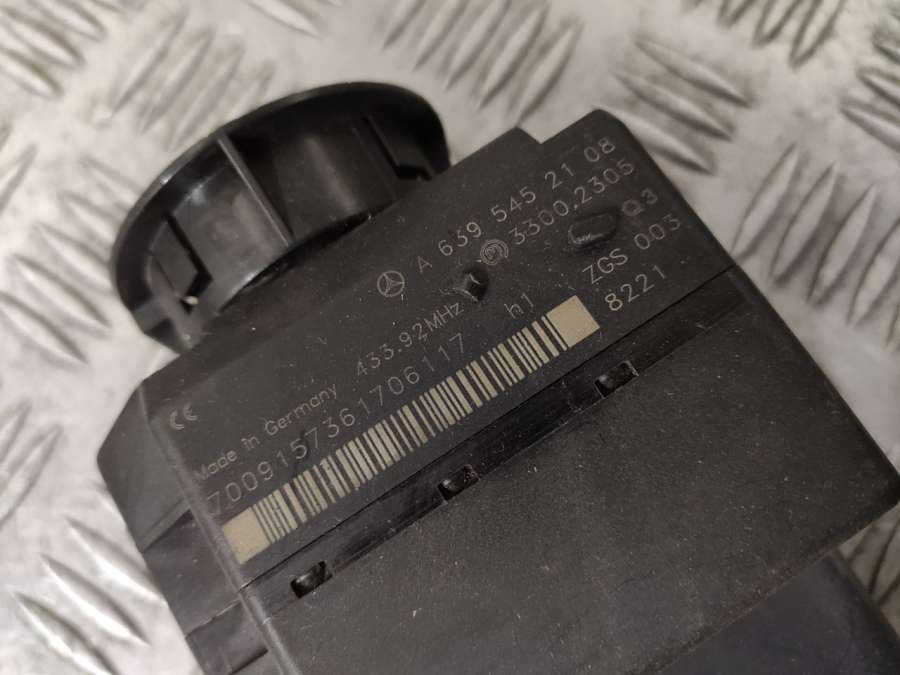 A 639 545 21 08
3300.2305
Q3
ZGS 003
8221
CE
Made in Germany 433.92MHz h1
7009157361706117